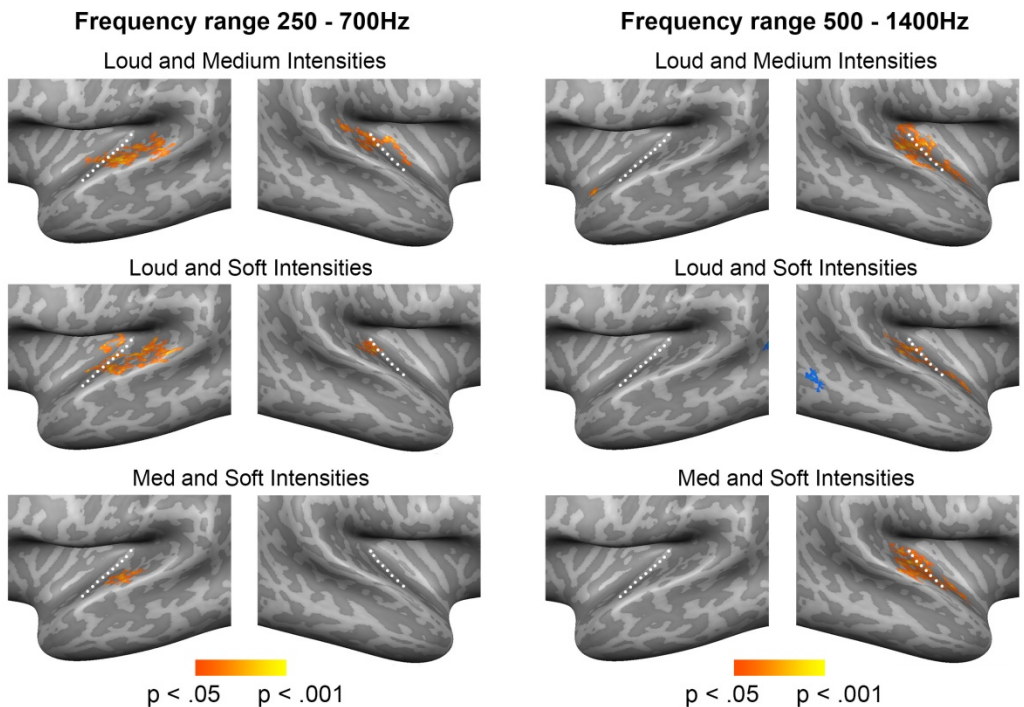 Frequency range 250 - 700Hz
Loud and Medium Intensities
Loud and Soft Intensities
Med and Soft Intensities
p < .05 p < .001
Frequency range 500 - 1400Hz
Loud and Medium Intensities
Loud and Soft Intensities
Med and Soft Intensities
p < .05 p < .001